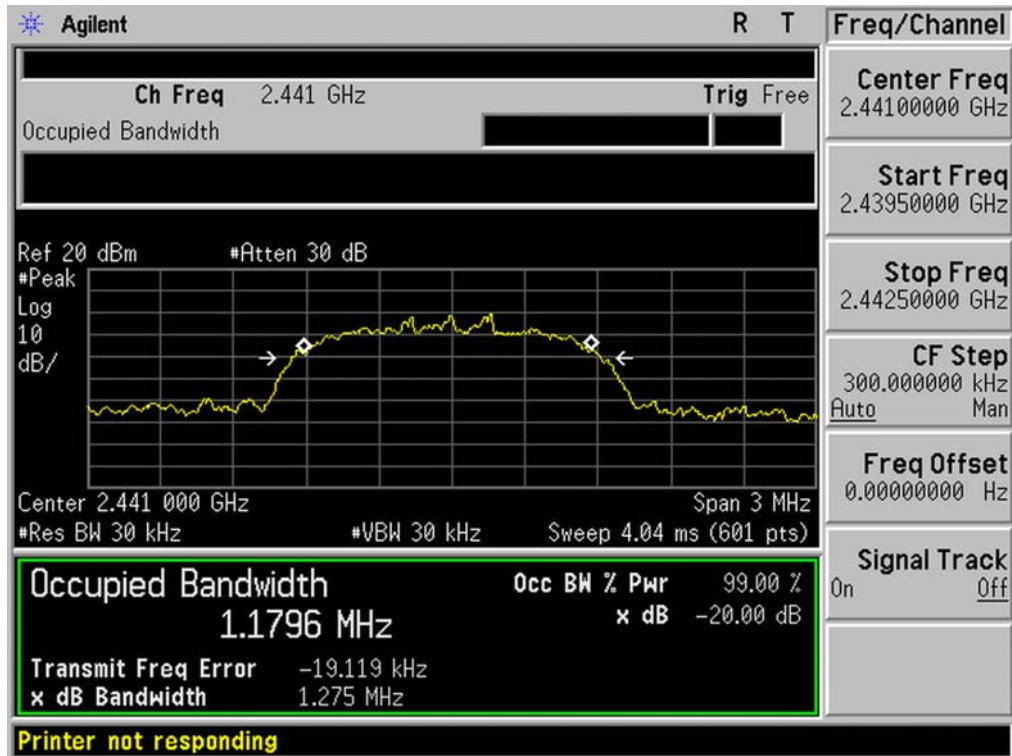 Agilent R T
Ch Freq 2.441 GHz Trig Free
Occupied Bandwidth
Ref 20 dBm #Atten 30 dB
#Peak
Log
10
dB/
Center 2.441 000 GHz Span 3 MHz
#Res BW 30 kHz #VBW 30 kHz Sweep 4.04 ms (601 pts)
Occupied Bandwidth
1.1796 MHz
Occ BW % Pwr 99.00 %
x dB -20.00 dB
Transmit Freq Error -19.119 kHz
x dB Bandwidth 1.275 MHz
Printer not responding
Freq/Channel
Center Freq
2.44100000 GHz
Start Freq
2.43950000 GHz
Stop Freq
2.44250000 GHz
CF Step
300.000000 kHz
Auto Man
Freq Offset
0.00000000 Hz
Signal Track
On Off